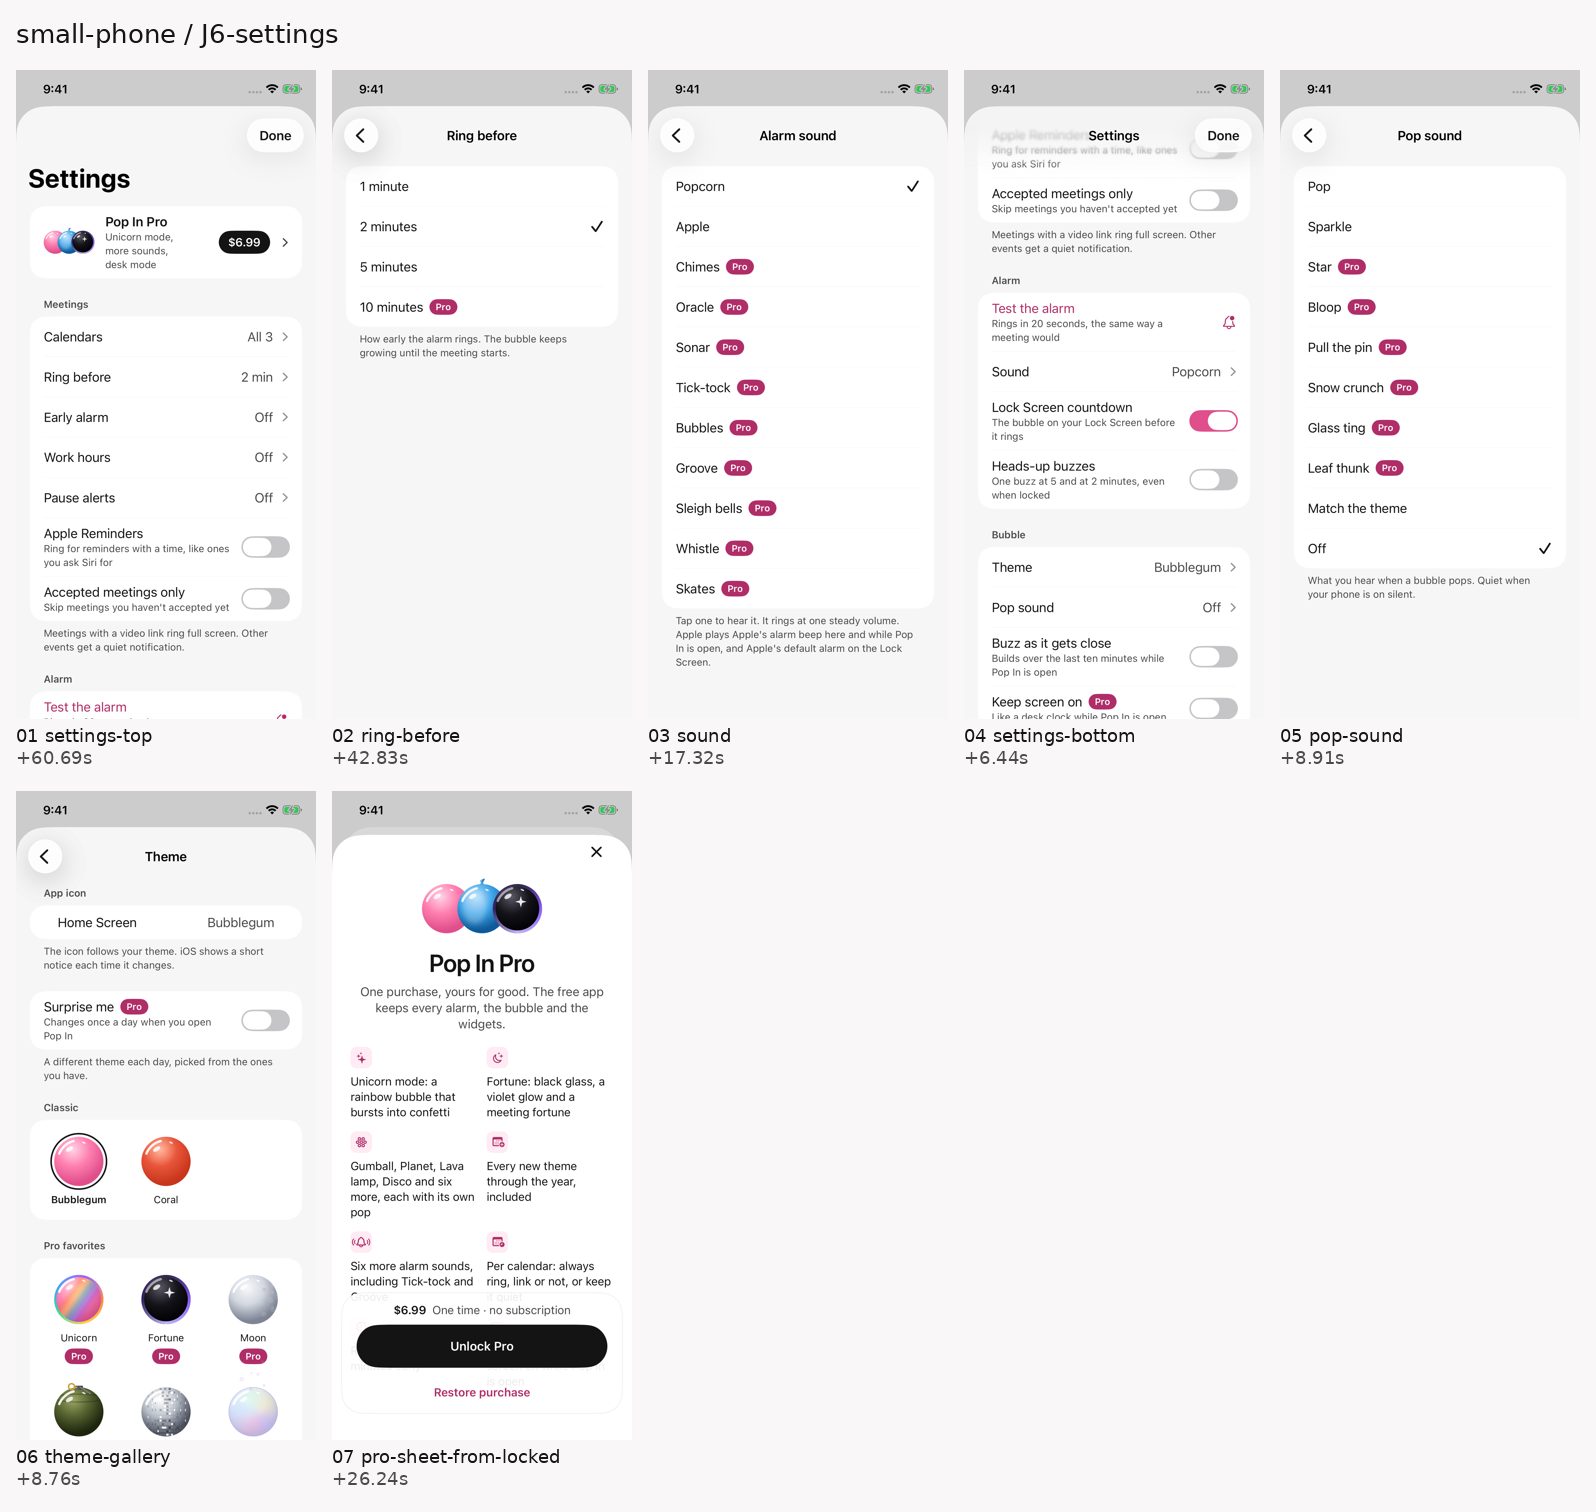 small-phone / J6-settings
9:41
Done
Settings
Pop In Pro
Unicorn mode,
more sounds,
desk mode
$6.99
Meetings
Calendars All 3
Ring before 2 min
Early alarm Off
Work hours Off
Pause alerts Off
Apple Reminders
Ring for reminders with a time, like ones
you ask Siri for
Accepted meetings only
Skip meetings you haven't accepted yet
Meetings with a video link ring full screen. Other
events get a quiet notification.
Alarm
Test the alarm
01 settings-top
+60.69s
9:41
Ring before
1 minute
2 minutes
5 minutes
10 minutes Pro
How early the alarm rings. The bubble keeps
growing until the meeting starts.
02 ring-before
+42.83s
9:41
Alarm sound
Popcorn
Apple
Chimes Pro
Oracle Pro
Sonar Pro
Tick-tock Pro
Bubbles Pro
Groove Pro
Sleigh bells Pro
Whistle Pro
Skates Pro
Tap one to hear it. It rings at one steady volume.
Apple plays Apple's alarm beep here and while Pop
In is open, and Apple's default alarm on the Lock
Screen.
03 sound
+17.32s
9:41
Apple Reminders
Settings
Done
Ring for reminders with a time, like ones
you ask Siri for
Accepted meetings only
Skip meetings you haven't accepted yet
Meetings with a video link ring full screen. Other
events get a quiet notification.
Alarm
Test the alarm
Rings in 20 seconds, the same way a
meeting would
Sound Popcorn
Lock Screen countdown
The bubble on your Lock Screen before
it rings
Heads-up buzzes
One buzz at 5 and at 2 minutes, even
when locked
Bubble
Theme Bubblegum
Pop sound Off
Buzz as it gets close
Builds over the last ten minutes while
Pop In is open
Keep screen on Pro
Like a desk clock while Pop In is open
04 settings-bottom
+6.44s
9:41
Pop sound
Pop
Sparkle
Star Pro
Bloop Pro
Pull the pin Pro
Snow crunch Pro
Glass ting Pro
Leaf thunk Pro
Match the theme
Off
What you hear when a bubble pops. Quiet when
your phone is on silent.
05 pop-sound
+8.91s
9:41
Theme
App icon
Home Screen Bubblegum
The icon follows your theme. iOS shows a short
notice each time it changes.
Surprise me Pro
Changes once a day when you open
Pop In
A different theme each day, picked from the ones
you have.
Classic
Bubblegum
Coral
Pro favorites
Unicorn
Fortune
Moon
Pro
Pro
Pro
06 theme-gallery
+8.76s
9:41
Pop In Pro
One purchase, yours for good. The free app
keeps every alarm, the bubble and the
widgets.
Unicorn mode: a
rainbow bubble that
bursts into confetti
Fortune: black glass, a
violet glow and a
meeting fortune
Gumball, Planet, Lava
lamp, Disco and six
more, each with its own
pop
Every new theme
through the year,
included
Six more alarm sounds,
including Tick-tock and
Groove
Per calendar: always
ring, link or not, or keep
it quiet
$6.99 One time · no subscription
Unlock Pro
is open
Restore purchase
07 pro-sheet-from-locked
+26.24s